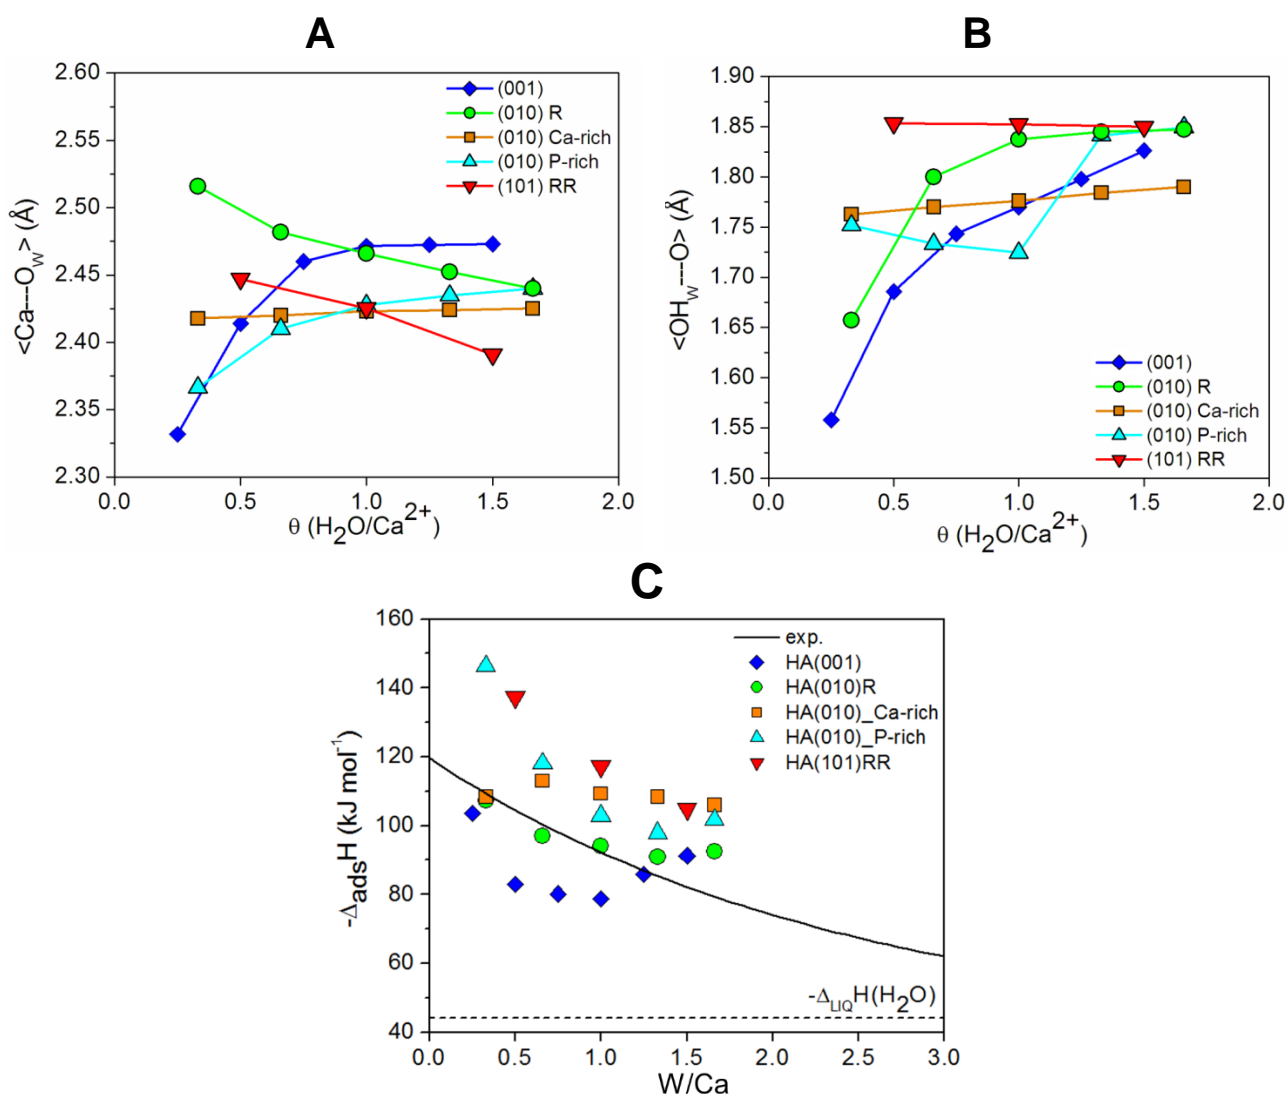 A
B
2.60
2.55
2.50
2.45
2.40
2.35
2.30
<Ca---O_W> (Å)
(001)
(010) R
(010) Ca-rich
(010) P-rich
(101) RR
0.0 0.5 1.0 1.5 2.0
θ (H₂O/Ca²⁺)
1.90
1.85
1.80
1.75
1.70
1.65
1.60
1.55
1.50
<OH_W---O> (Å)
(001)
(010) R
(010) Ca-rich
(010) P-rich
(101) RR
0.0 0.5 1.0 1.5 2.0
θ (H₂O/Ca²⁺)
C
160
140
120
100
80
60
40
-Δ_adsH (kJ mol⁻¹)
exp.
HA(001)
HA(010)R
HA(010)_Ca-rich
HA(010)_P-rich
HA(101)RR
-Δ_LIQH(H₂O)
0.0 0.5 1.0 1.5 2.0 2.5 3.0
W/Ca